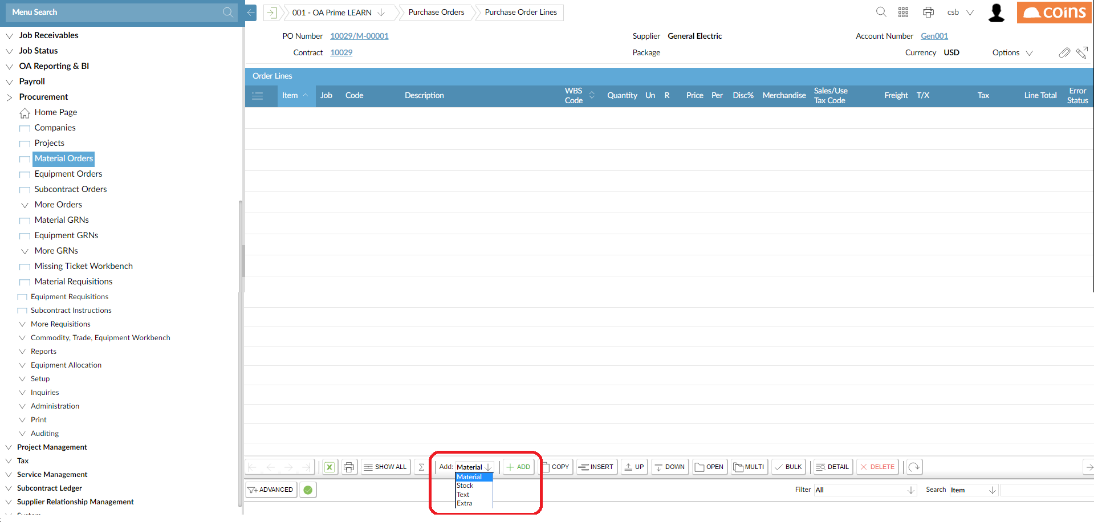 Menu Search
Job Receivables
Job Status
OA Reporting & BI
Payroll
Procurement
Home Page
Companies
Projects
Material Orders
Equipment Orders
Subcontract Orders
More Orders
Material GRNs
Equipment GRNs
More GRNs
Missing Ticket Workbench
Material Requisitions
Equipment Requisitions
Subcontract Instructions
More Requisitions
Commodity, Trade, Equipment Workbench
Reports
Equipment Allocation
Setup
Inquiries
Administration
Print
Auditing
Project Management
Tax
Service Management
Subcontract Ledger
Supplier Relationship Management
001 - OA Prime LEARN Purchase Orders Purchase Order Lines csb coins
PO Number 10029/M-00001 Supplier General Electric Account Number Gen001
Contract 10029 Package Currency USD Options
Order Lines
Item Job Code Description WBS Code Quantity Un R Price Per Disc% Merchandise Sales/Use Tax Code Freight T/X Tax Line Total Error Status
SHOW ALL Σ Add: Material + ADD COPY INSERT UP DOWN OPEN MULTI BULK DETAIL DELETE
Material
Stock
Text
Extra
ADVANCED Filter All Search Item